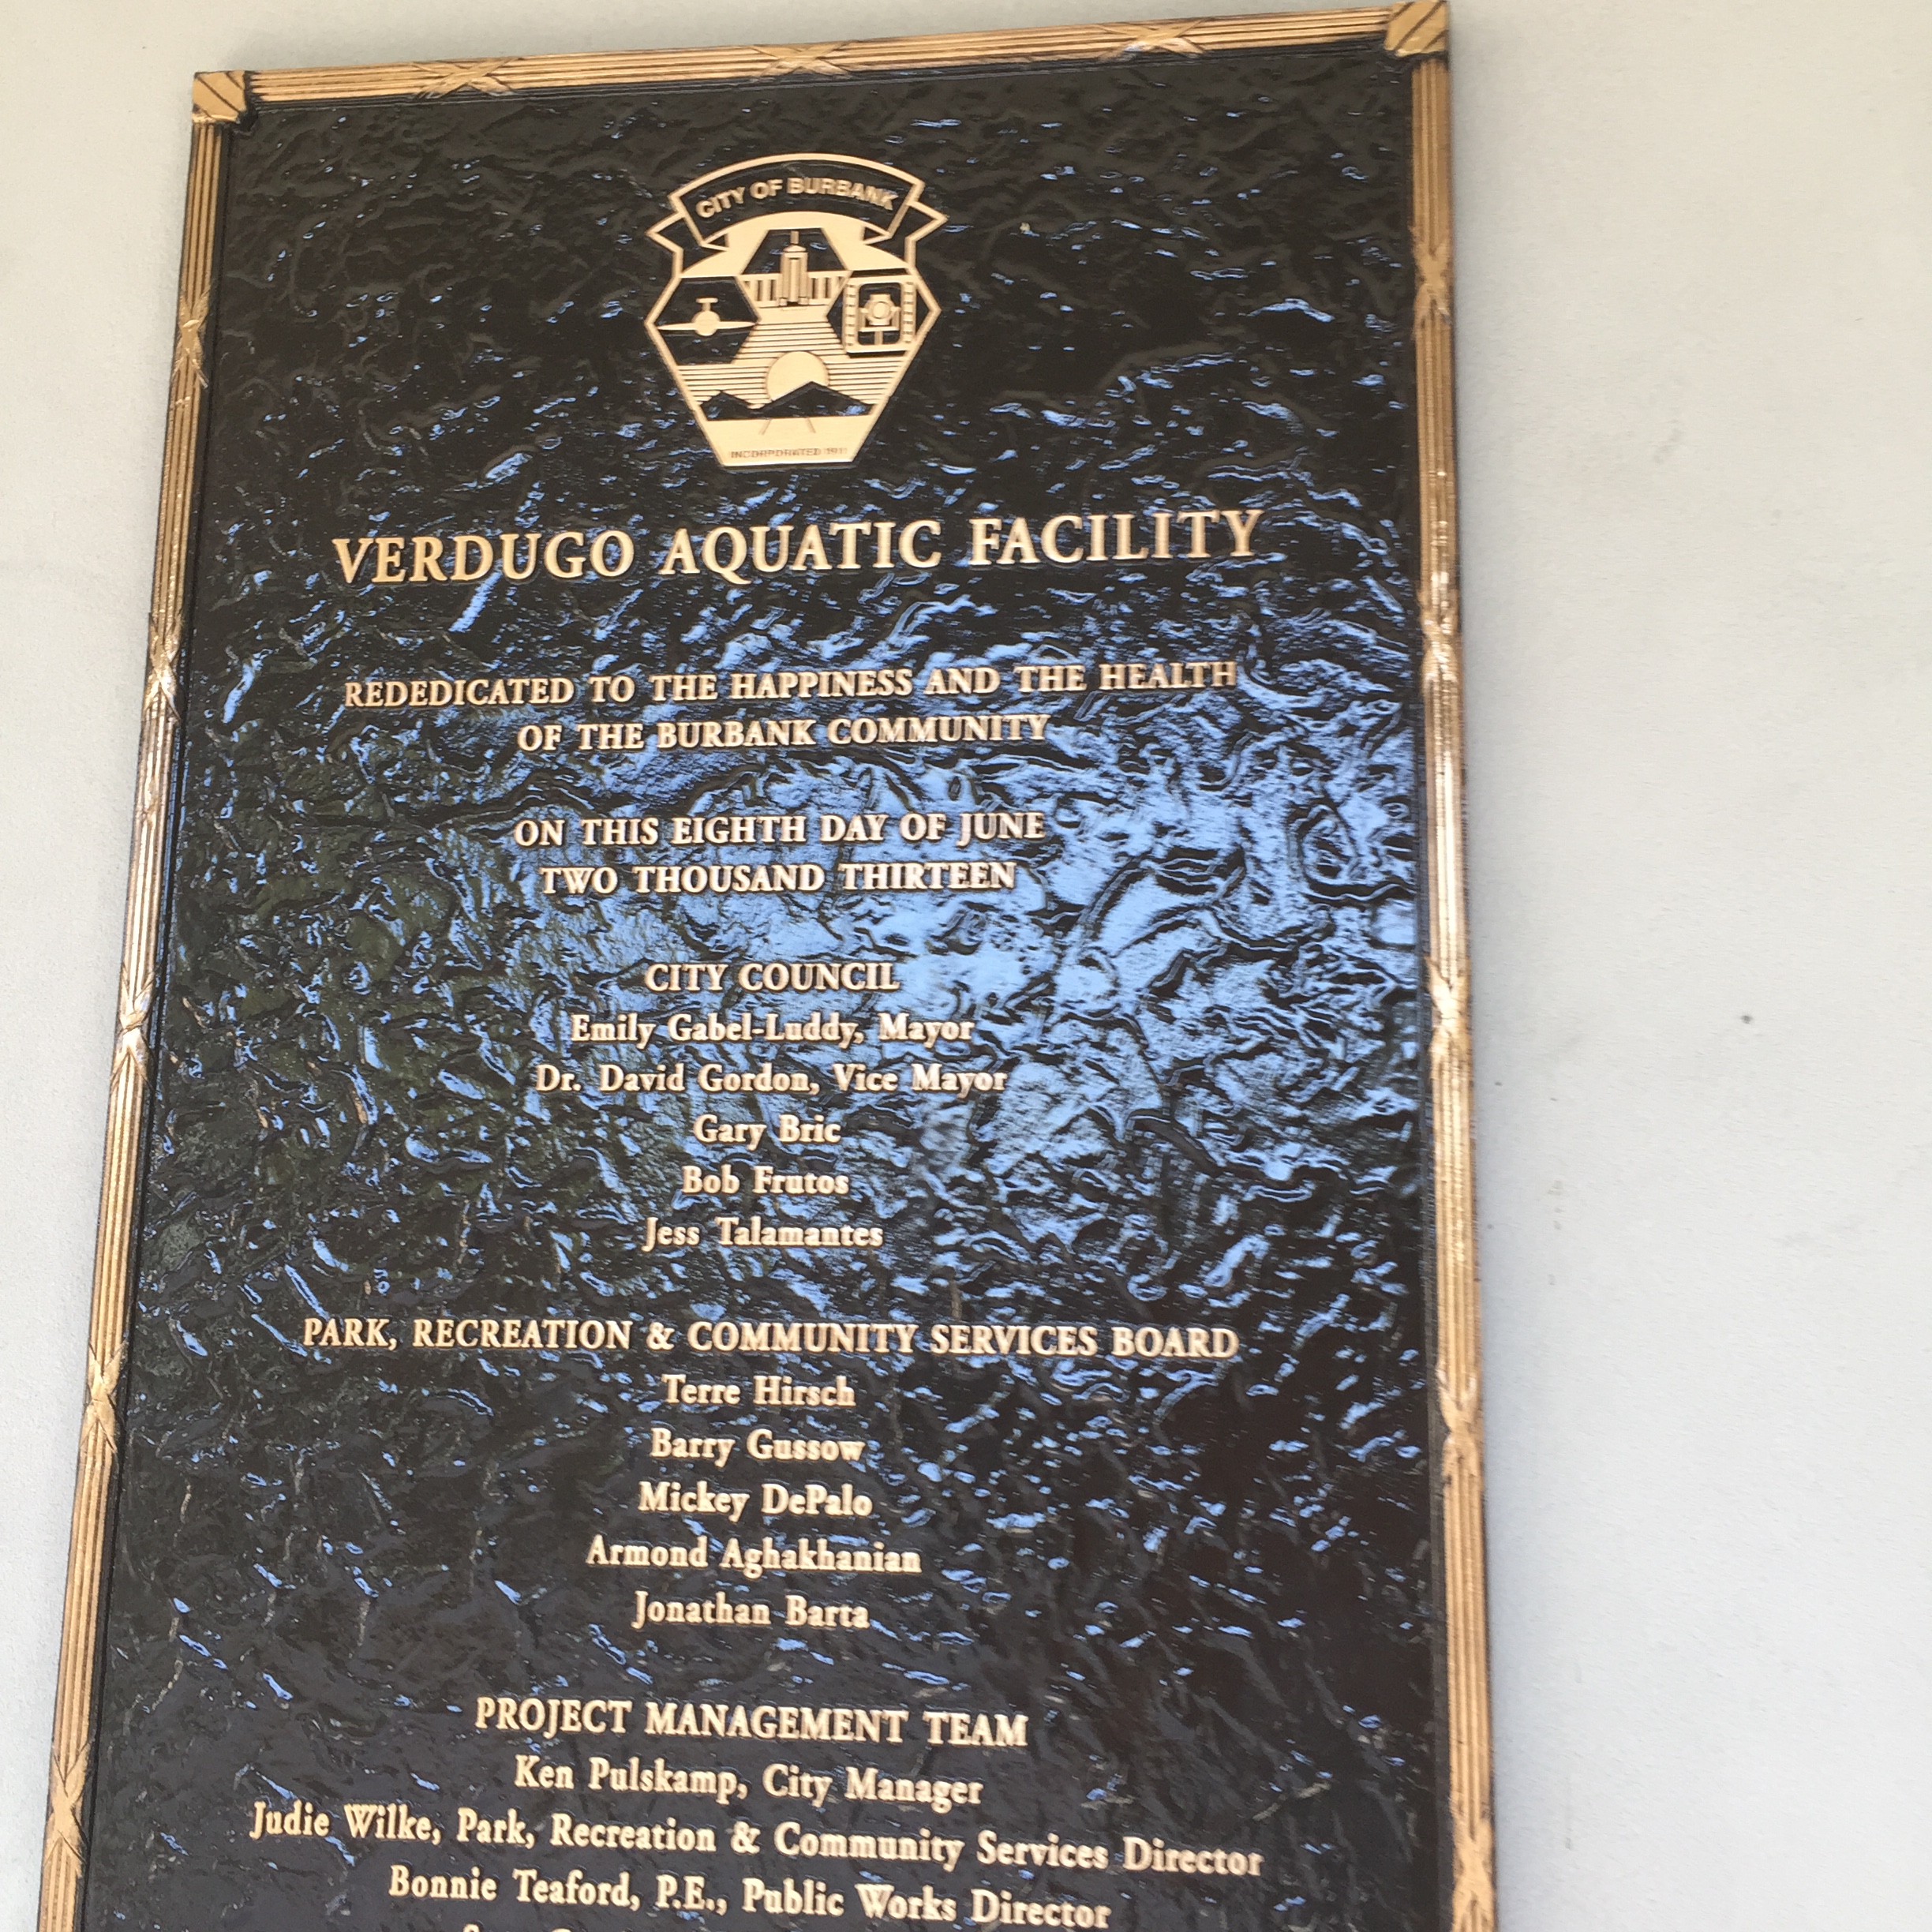 CITY OF BURBANK
INCORPORATED 1911
VERDUGO AQUATIC FACILITY
REDEDICATED TO THE HAPPINESS AND THE HEALTH
OF THE BURBANK COMMUNITY
ON THIS EIGHTH DAY OF JUNE
TWO THOUSAND THIRTEEN
CITY COUNCIL
Emily Gabel-Luddy, Mayor
Dr. David Gordon, Vice Mayor
Gary Bric
Bob Frutos
Jess Talamantes
PARK, RECREATION & COMMUNITY SERVICES BOARD
Terre Hirsch
Barry Gussow
Mickey DePalo
Armond Aghakhanian
Jonathan Barta
PROJECT MANAGEMENT TEAM
Ken Pulskamp, City Manager
Judie Wilke, Park, Recreation & Community Services Director
Bonnie Teaford, P.E., Public Works Director